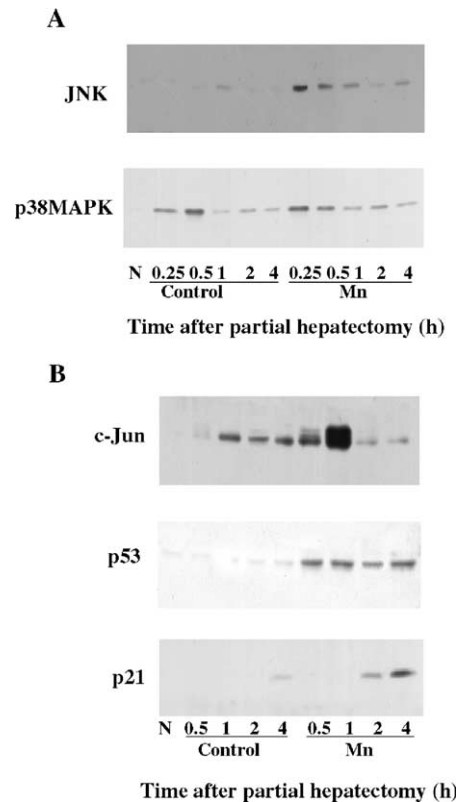 A
JNK
p38MAPK
N 0.25 0.5 1 2 4 0.25 0.5 1 2 4
Control Mn
Time after partial hepatectomy (h)
B
c-Jun
p53
p21
N 0.5 1 2 4 0.5 1 2 4
Control Mn
Time after partial hepatectomy (h)